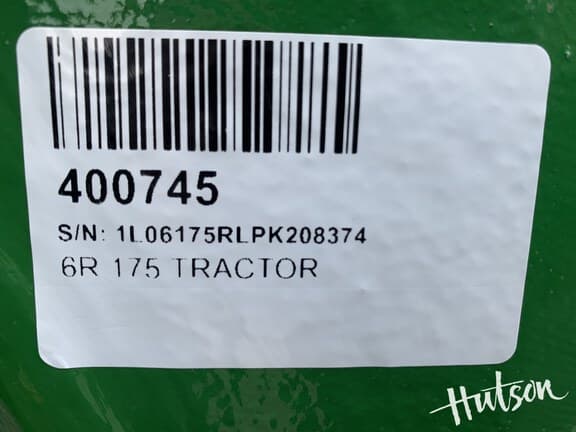 400745
S/N: 1L06175RLPK208374
6R 175 TRACTOR
Hutson